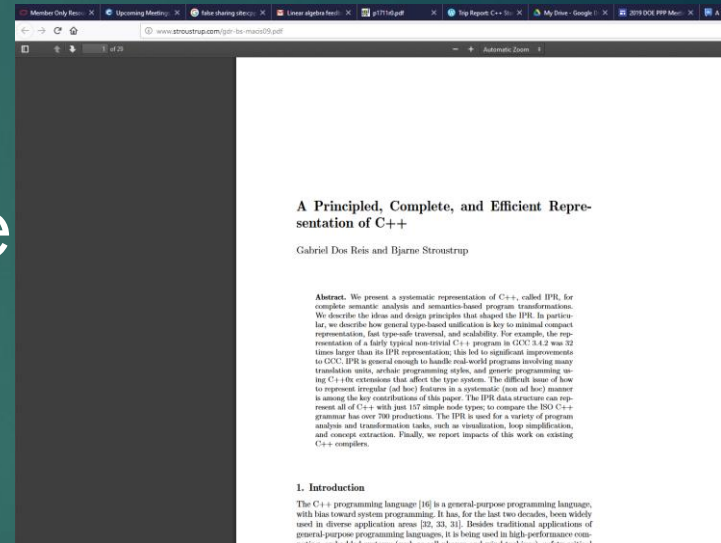 Member Only Resou
Upcoming Meeting
false sharing site:cp
Linear algebra feedb
p1711r0.pdf
Trip Report: C++ Sta
My Drive - Google D
2019 DOE PPP Meeti
A
www.stroustrup.com/gdr-bs-macis09.pdf
1 of 28
Automatic Zoom
e
A Principled, Complete, and Efficient Repre-
sentation of C++
Gabriel Dos Reis and Bjarne Stroustrup
Abstract. We present a systematic representation of C++, called IPR, for
complete semantic analysis and semantics-based program transformations.
We describe the ideas and design principles that shaped the IPR. In particu-
lar, we describe how general type-based unification is key to minimal compact
representation, fast type-safe traversal, and scalability. For example, the rep-
resentation of a fairly typical non-trivial C++ program in GCC 3.4.2 was 32
times larger than its IPR representation; this led to significant improvements
to GCC. IPR is general enough to handle real-world programs involving many
translation units, archaic programming styles, and generic programming us-
ing C++0x extensions that affect the type system. The difficult issue of how
to represent irregular (ad hoc) features in a systematic (non ad hoc) manner
is among the key contributions of this paper. The IPR data structure can rep-
resent all of C++ with just 157 simple node types; to compare the ISO C++
grammar has over 700 productions. The IPR is used for a variety of program
analysis and transformation tasks, such as visualization, loop simplification,
and concept extraction. Finally, we report impacts of this work on existing
C++ compilers.
1. Introduction
The C++ programming language [16] is a general-purpose programming language,
with bias toward system programming. It has, for the last two decades, been widely
used in diverse application areas [32, 33, 31]. Besides traditional applications of
general-purpose programming languages, it is being used in high-performance com-